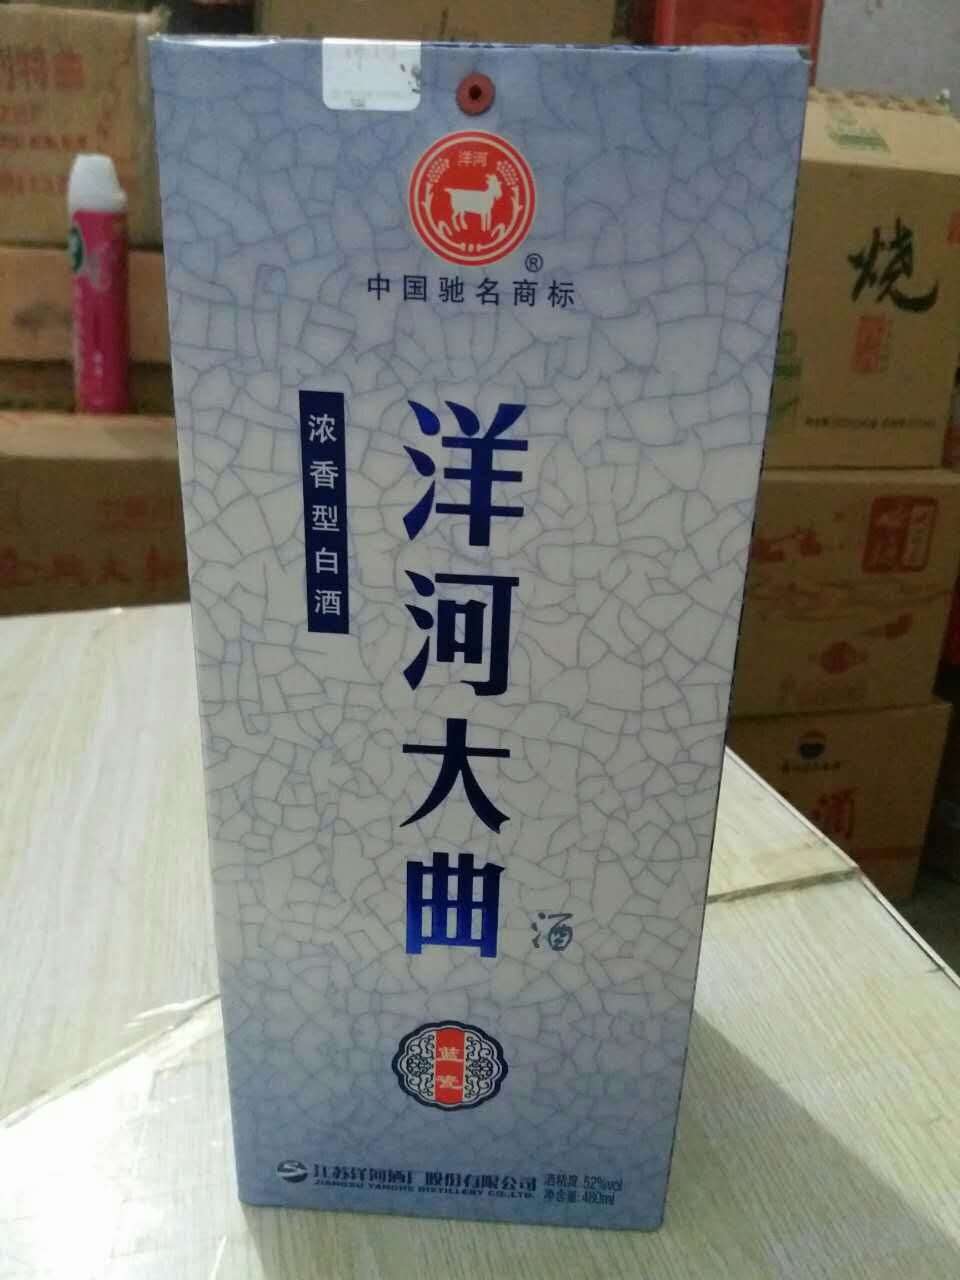 洋河
®
中国驰名商标
浓香型白酒
洋河大曲
酒
蓝瓷
江苏洋河酒厂股份有限公司
JIANGSU YANGHE DISTILLERY CO.,LTD.
酒精度:52%vol
净含量:480ml
烧
酒